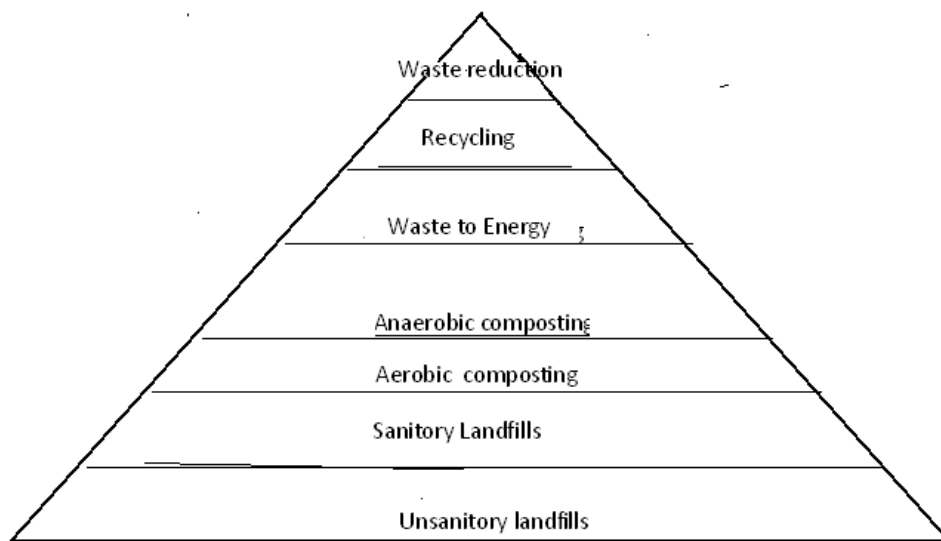 Waste reduction
Recycling
Waste to Energy
Anaerobic composting
Aerobic composting
Sanitory Landfills
Unsanitory landfills